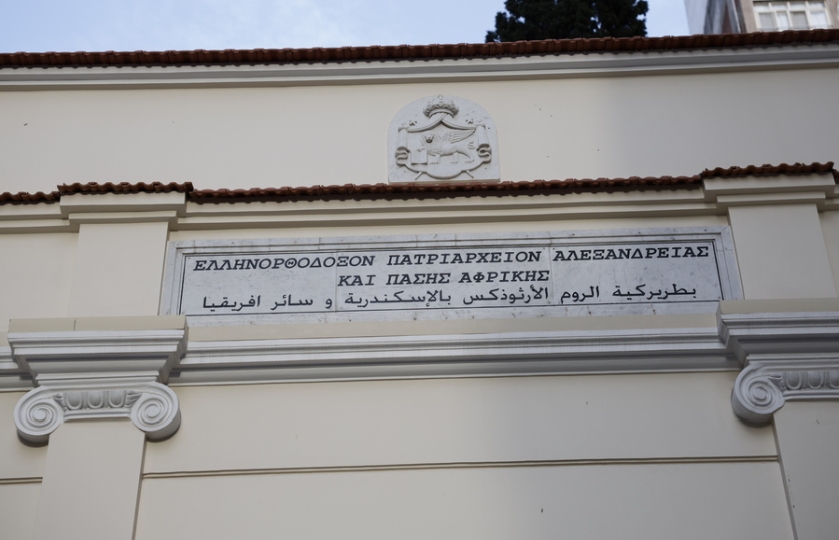 ΕΛΛΗΝΟΡΘΟΔΟΞΟΝ ΠΑΤΡΙΑΡΧΕΙΟΝ ΑΛΕΞΑΝΔΡΕΙΑΣ
ΚΑΙ ΠΑΣΗΣ ΑΦΡΙΚΗΣ
بطريركية الروم الأرثوذكس بالإسكندرية و سائر افريقيا